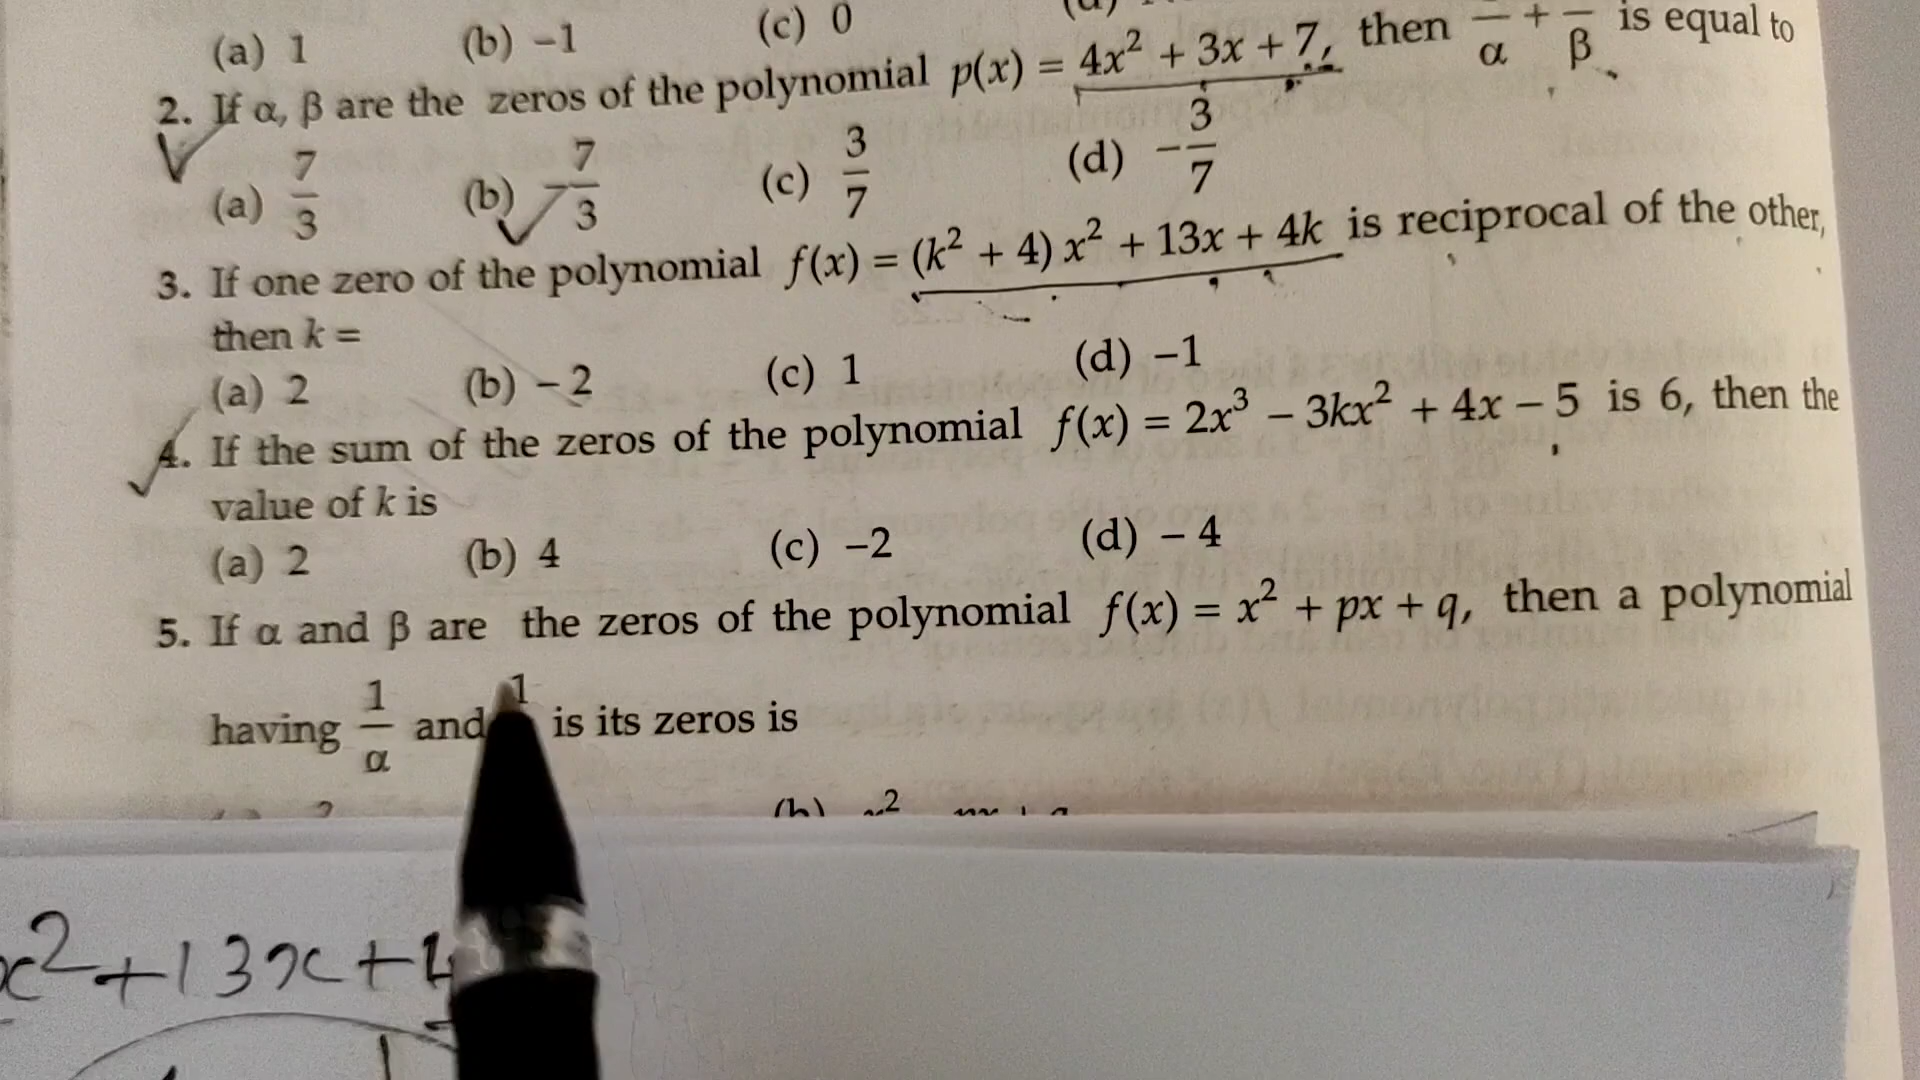 (a) 1 (b) –1 (c) 0
2. If α, β are the zeros of the polynomial p(x) = 4x² + 3x + 7, then —/α + —/β is equal to
(a) 7/3 (b) –7/3 (c) 3/7 (d) –3/7
3. If one zero of the polynomial f(x) = (k² + 4) x² + 13x + 4k is reciprocal of the other,
then k =
(a) 2 (b) – 2 (c) 1 (d) –1
4. If the sum of the zeros of the polynomial f(x) = 2x³ – 3kx² + 4x – 5 is 6, then the
value of k is
(a) 2 (b) 4 (c) –2 (d) – 4
5. If α and β are the zeros of the polynomial f(x) = x² + px + q, then a polynomial
having 1/α and 1 is its zeros is
(b) x²
x²+13x+4